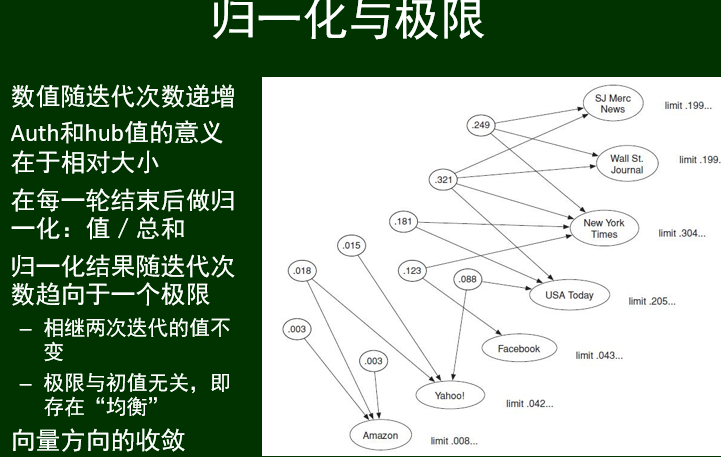 归一化与极限
数值随迭代次数递增
Auth和hub值的意义
在于相对大小
在每一轮结束后做归
一化：值 / 总和
归一化结果随迭代次
数趋向于一个极限
– 相继两次迭代的值不
变
– 极限与初值无关，即
存在“均衡”
向量方向的收敛
SJ Merc
News
limit .199...
.249
Wall St.
Journal
limit .199.
.321
.181
New York
Times
limit .304...
.015
.018
.123
.088
USA Today
limit .205...
.003
Facebook
limit .043...
.003
Yahoo!
limit .042...
Amazon
limit .008...